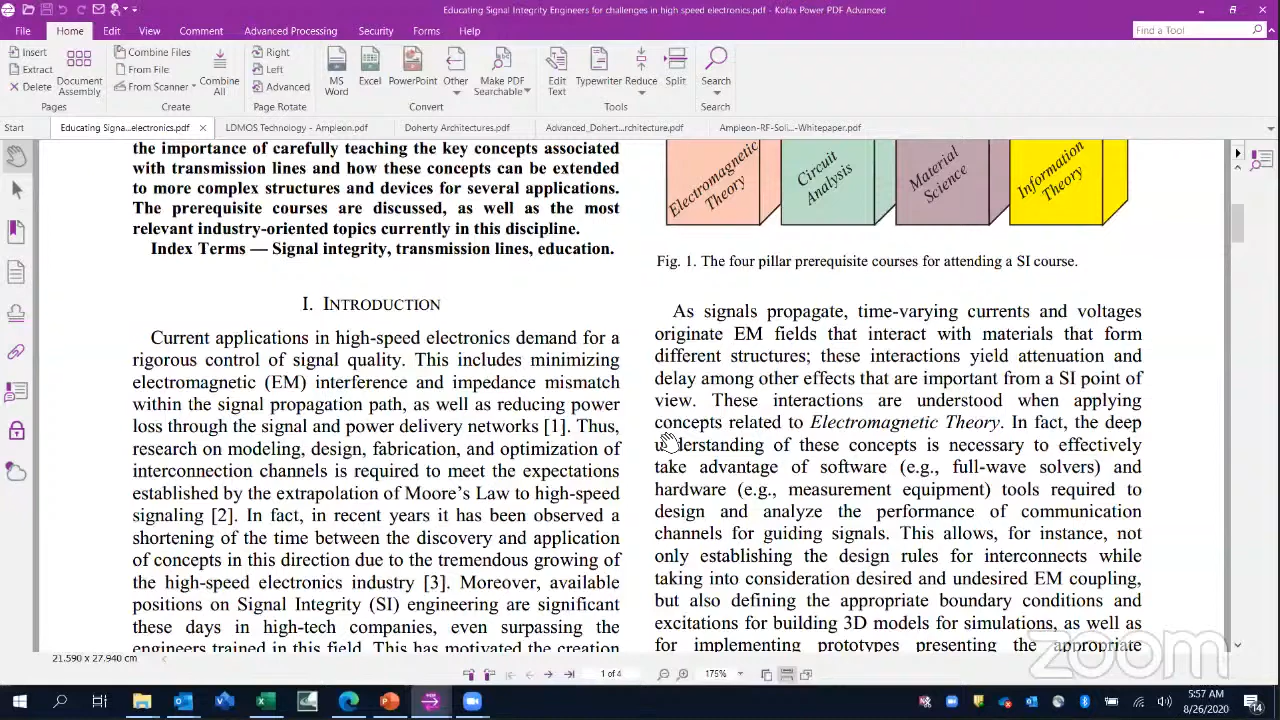 Educating Signal Integrity Engineers for challenges in high speed electronics.pdf - Kofax Power PDF Advanced
File Home Edit View Comment Advanced Processing Security Forms Help Find a Tool
Insert
Extract
Delete
Document
Assembly
Pages
Combine Files
From File
From Scanner
Combine
All
Create
Right
Left
Advanced
Page Rotate
MS
Word
Excel
PowerPoint
Other
Make PDF
Searchable
Convert
Edit
Text
Typewriter
Reduce
Split
Tools
Search
Search
Start Educating Signa...electronics.pdf LDMOS Technology - Ampleon.pdf Doherty Architectures.pdf Advanced_Dohert...rchitecture.pdf Ampleon-RF-Soli...-Whitepaper.pdf
the importance of carefully teaching the key concepts associated
with transmission lines and how these concepts can be extended
to more complex structures and devices for several applications.
The prerequisite courses are discussed, as well as the most
relevant industry-oriented topics currently in this discipline.
Index Terms — Signal integrity, transmission lines, education.
I. INTRODUCTION
Current applications in high-speed electronics demand for a
rigorous control of signal quality. This includes minimizing
electromagnetic (EM) interference and impedance mismatch
within the signal propagation path, as well as reducing power
loss through the signal and power delivery networks [1]. Thus,
research on modeling, design, fabrication, and optimization of
interconnection channels is required to meet the expectations
established by the extrapolation of Moore's Law to high-speed
signaling [2]. In fact, in recent years it has been observed a
shortening of the time between the discovery and application
of concepts in this direction due to the tremendous growing of
the high-speed electronics industry [3]. Moreover, available
positions on Signal Integrity (SI) engineering are significant
these days in high-tech companies, even surpassing the
engineers trained in this field. This has motivated the creation
Electromagnetic
Theory
Circuit
Analysis
Material
Science
Information
Theory
Fig. 1. The four pillar prerequisite courses for attending a SI course.
As signals propagate, time-varying currents and voltages
originate EM fields that interact with materials that form
different structures; these interactions yield attenuation and
delay among other effects that are important from a SI point of
view. These interactions are understood when applying
concepts related to Electromagnetic Theory. In fact, the deep
understanding of these concepts is necessary to effectively
take advantage of software (e.g., full-wave solvers) and
hardware (e.g., measurement equipment) tools required to
design and analyze the performance of communication
channels for guiding signals. This allows, for instance, not
only establishing the design rules for interconnects while
taking into consideration desired and undesired EM coupling,
but also defining the appropriate boundary conditions and
excitations for building 3D models for simulations, as well as
for implementing prototypes presenting the appropriate
zoom
21.590 x 27.940 cm
1 of 4
175%
5:57 AM
8/26/2020
14